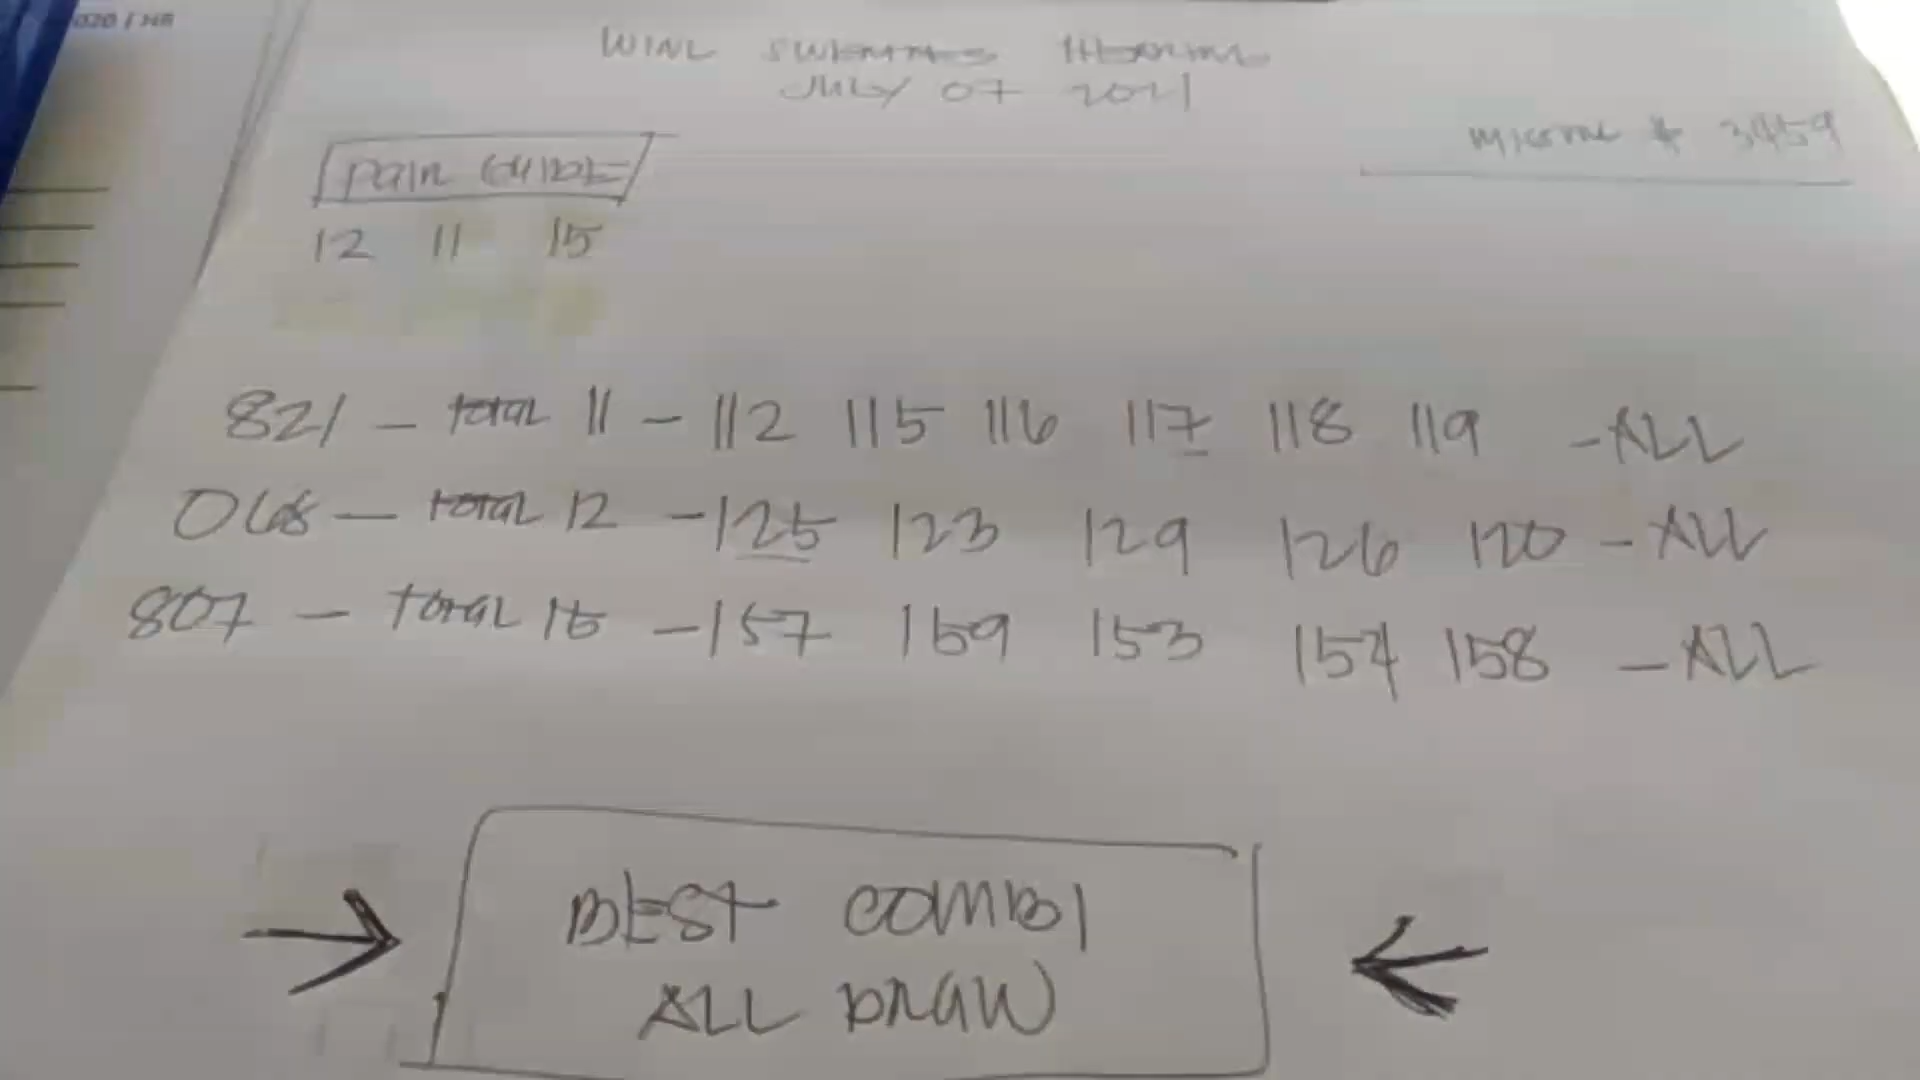 JULY 07 2021
PAIR GUIDE
12 11 15
821 - total 11 - 112 115 116 117 118 119 - ALL
068 - total 12 - 125 123 129 126 120 - ALL
807 - total 15 - 157 159 153 154 158 - ALL
BEST COMBI
ALL DRAW